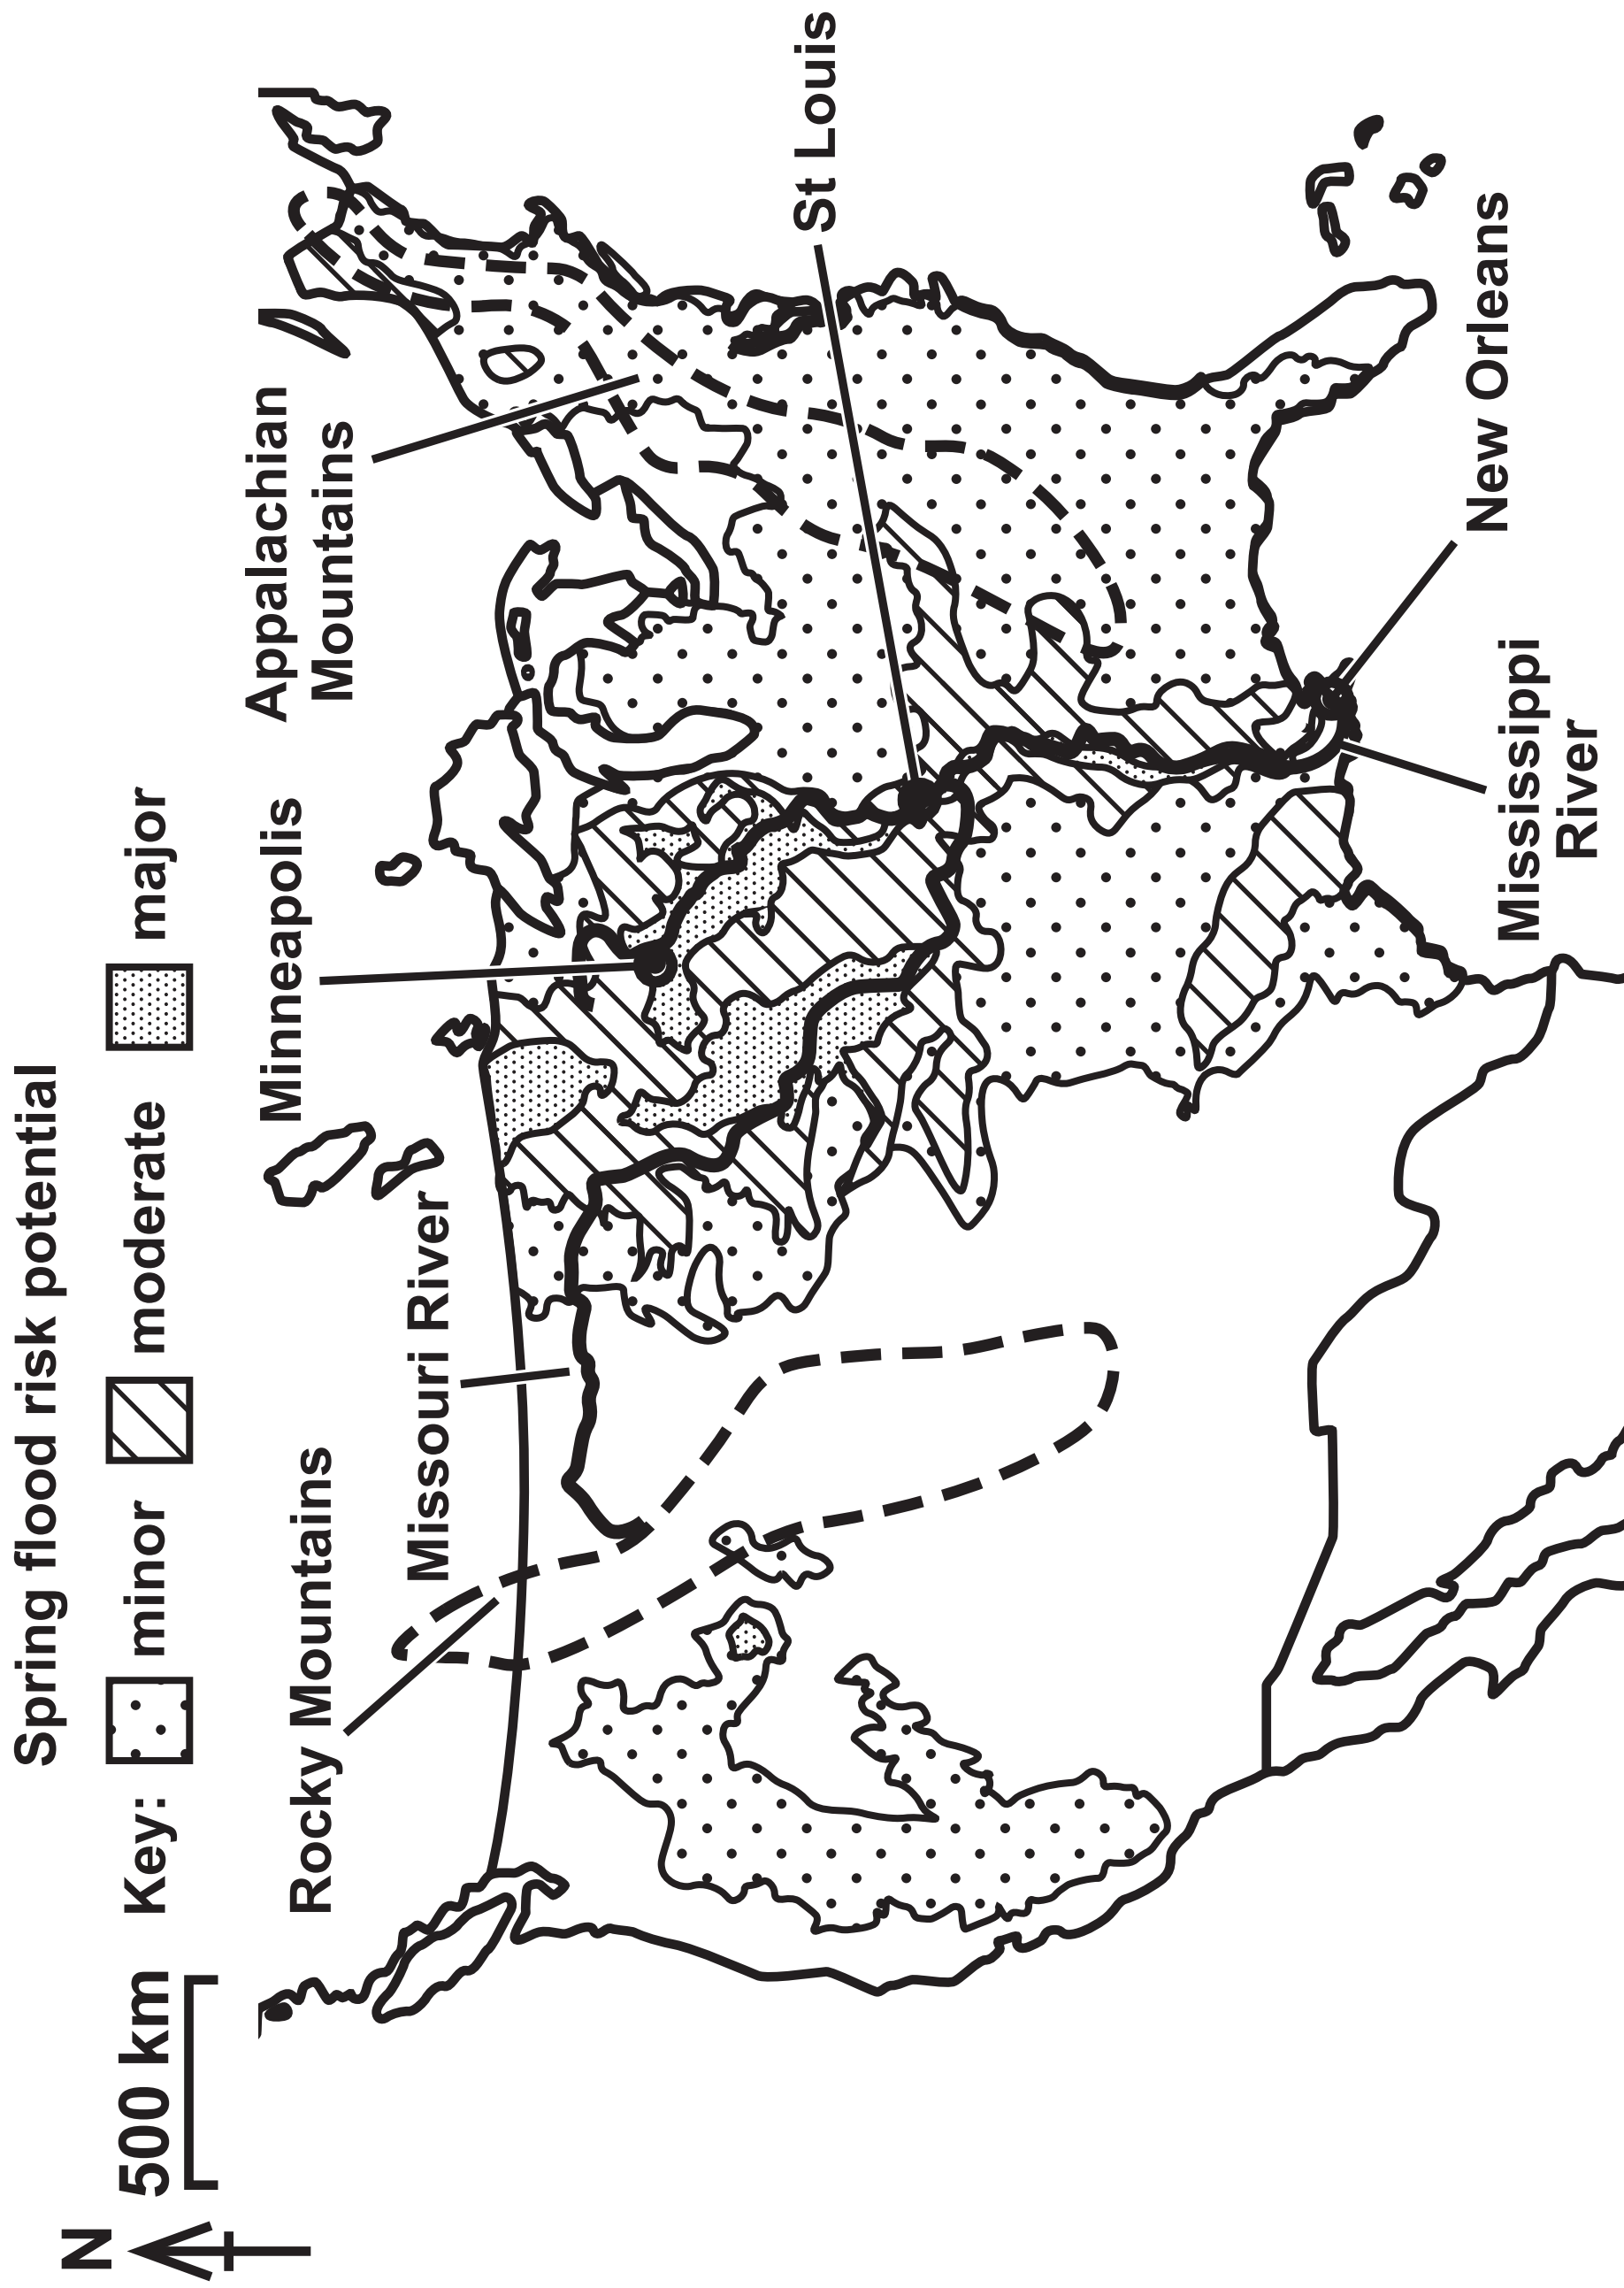 Spring flood risk potential
N
500 km
Key:
minor
moderate
major
Rocky Mountains
Minneapolis
Appalachian
Mountains
Missouri River
St Louis
New Orleans
Mississippi
River